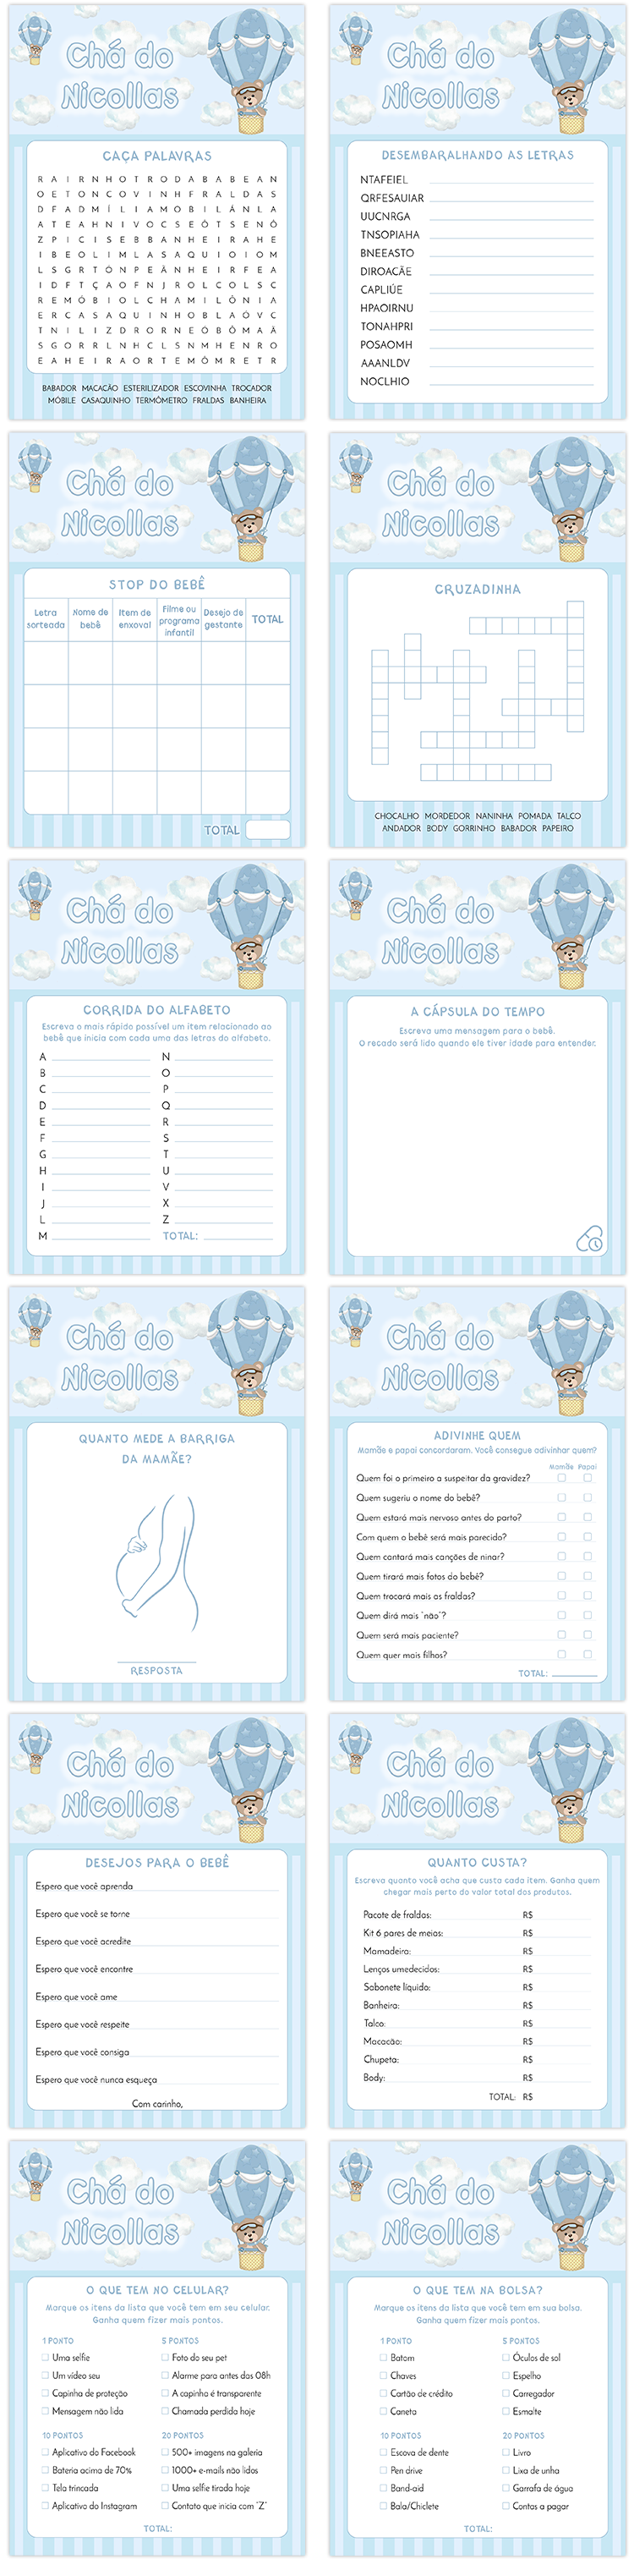 Chá do
Nicollas
CAÇA PALAVRAS
R A I R N H O T R O D A B A B E A N
O E T O N C O V I N H F R A L D A S
D F A D M Í L I A M O B I L Á N L A
A T E A H N I V O C S E Ô T S E N Ô
Z P I C I S E B B A N H E I R A H E
I B E O L I M L A S A Q U I O I O M
L S G R T Ô N P E Â N H E I R F E A
I D F T Ç A O F N J R O L C O L S C
R E M Ó B I O L C H A M I L Ô N I A
E R C A S A Q U I N H O B L A Ó V C
T N I L I Z D R O R N E O B Ô M A Ã
S G O R R L N H C L S N M H E N R O
E A H E I R A O R T E M Ô M R E T R
BABADOR MACACÃO ESTERILIZADOR ESCOVINHA TROCADOR
MÓBILE CASAQUINHO TERMÔMETRO FRALDAS BANHEIRA
Chá do
Nicollas
DESEMBARALHANDO AS LETRAS
NTAFEIEL
QRFESAUIAR
UUCNRGA
TNSOPIAHA
BNEEASTO
DIROACÃE
CAPLIÚE
HPAOIRNU
TONAHPRI
POSAOMH
AAANLDV
NOCLHIO
Chá do
Nicollas
STOP DO BEBÊ
Letra sorteada
Nome de bebê
Item de enxoval
Filme ou programa infantil
Desejo de gestante
TOTAL
TOTAL
Chá do
Nicollas
CRUZADINHA
CHOCALHO MORDEDOR NANINHA POMADA TALCO
ANDADOR BODY GORRINHO BABADOR PAPEIRO
Chá do
Nicollas
CORRIDA DO ALFABETO
Escreva o mais rápido possível um item relacionado ao
bebê que inicia com cada uma das letras do alfabeto.
A N
B O
C P
D Q
E R
F S
G T
H U
I V
J X
L Z
M TOTAL:
Chá do
Nicollas
A CÁPSULA DO TEMPO
Escreva uma mensagem para o bebê.
O recado será lido quando ele tiver idade para entender.
Chá do
Nicollas
QUANTO MEDE A BARRIGA
DA MAMÃE?
RESPOSTA
Chá do
Nicollas
ADIVINHE QUEM
Mamãe e papai concordaram. Você consegue adivinhar quem?
Mamãe Papai
Quem foi o primeiro a suspeitar da gravidez?
Quem sugeriu o nome do bebê?
Quem estará mais nervoso antes do parto?
Com quem o bebê será mais parecido?
Quem cantará mais canções de ninar?
Quem tirará mais fotos do bebê?
Quem trocará mais as fraldas?
Quem dirá mais "não"?
Quem será mais paciente?
Quem quer mais filhos?
TOTAL:
Chá do
Nicollas
DESEJOS PARA O BEBÊ
Espero que você aprenda
Espero que você se torne
Espero que você acredite
Espero que você encontre
Espero que você ame
Espero que você respeite
Espero que você consiga
Espero que você nunca esqueça
Com carinho,
Chá do
Nicollas
QUANTO CUSTA?
Escreva quanto você acha que custa cada item. Ganha quem
chegar mais perto do valor total dos produtos.
Pacote de fraldas: R$
Kit 6 pares de meias: R$
Mamadeira: R$
Lenços umedecidos: R$
Sabonete líquido: R$
Banheira: R$
Talco: R$
Macacão: R$
Chupeta: R$
Body: R$
TOTAL: R$
Chá do
Nicollas
O QUE TEM NO CELULAR?
Marque os itens da lista que você tem em seu celular.
Ganha quem fizer mais pontos.
1 PONTO
Uma selfie
Um vídeo seu
Capinha de proteção
Mensagem não lida
5 PONTOS
Foto do seu pet
Alarme para antes das 08h
A capinha é transparente
Chamada perdida hoje
10 PONTOS
Aplicativo do Facebook
Bateria acima de 70%
Tela trincada
Aplicativo do Instagram
20 PONTOS
500+ imagens na galeria
1000+ e-mails não lidos
Uma selfie tirada hoje
Contato que inicia com "Z"
TOTAL:
Chá do
Nicollas
O QUE TEM NA BOLSA?
Marque os itens da lista que você tem em sua bolsa.
Ganha quem fizer mais pontos.
1 PONTO
Batom
Chaves
Cartão de crédito
Caneta
5 PONTOS
Óculos de sol
Espelho
Carregador
Esmalte
10 PONTOS
Escova de dente
Pen drive
Band-aid
Bala/Chiclete
20 PONTOS
Livro
Lixa de unha
Garrafa de água
Contas a pagar
TOTAL: